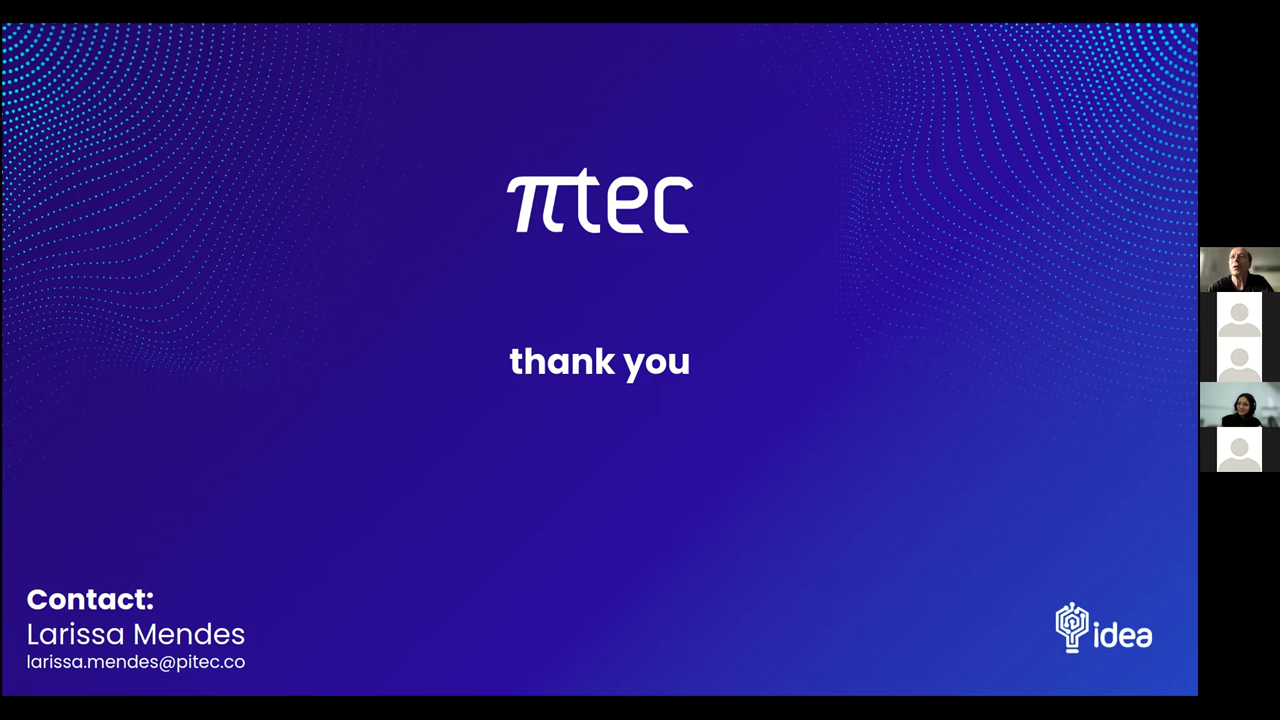 πtec
thank you
Contact:
Larissa Mendes
larissa.mendes@pitec.co
idea